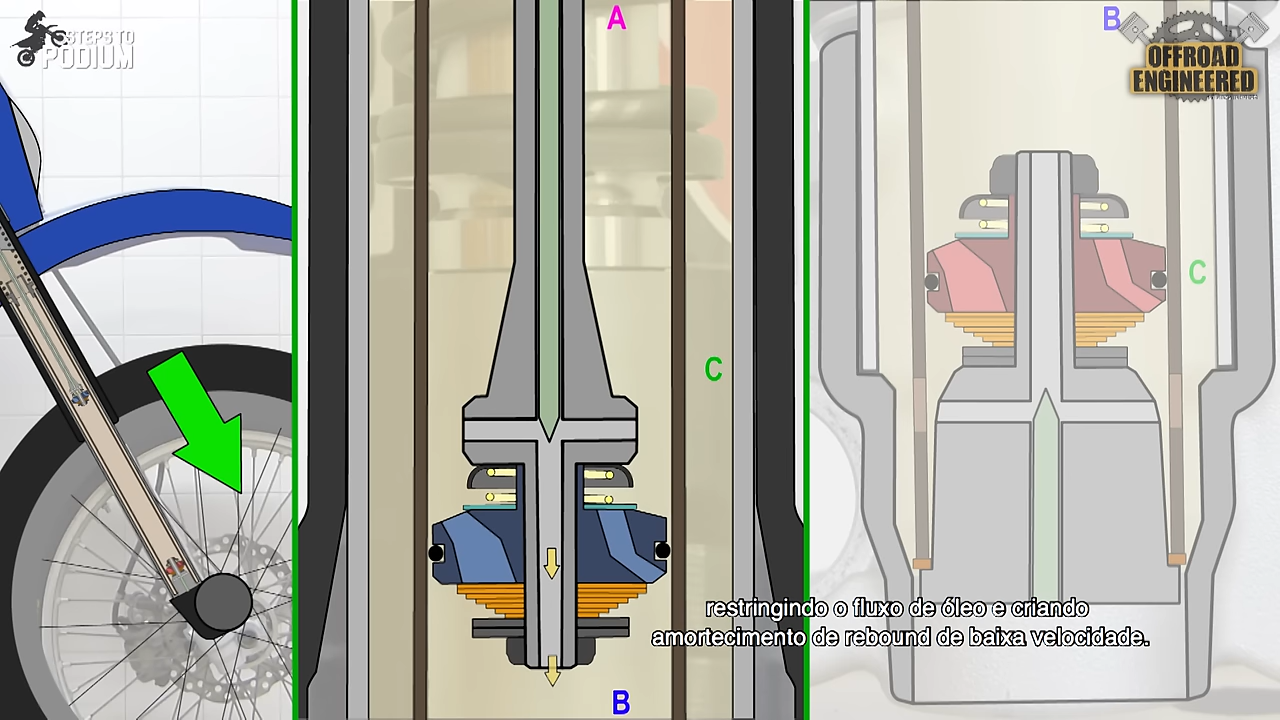 STEPS TO
PODIUM
A
B
OFFROAD
ENGINEERED
C
C
restringindo o fluxo de óleo e criando
amortecimento de rebound de baixa velocidade.
B